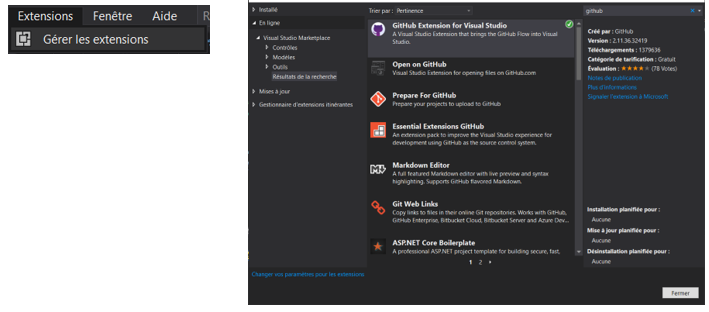 Extensions Fenêtre Aide R
Gérer les extensions
Installé
En ligne
Visual Studio Marketplace
Contrôles
Modèles
Outils
Résultats de la recherche
Mises à jour
Gestionnaire d'extensions itinérantes
Changer vos paramètres pour les extensions
Trier par : Pertinence
GitHub Extension for Visual Studio
A Visual Studio Extension that brings the GitHub Flow into Visual
Studio.
Open on GitHub
Visual Studio Extension for opening files on GitHub.com
Prepare For GitHub
Prepare your projects to upload to GitHub
Essential Extensions GitHub
An extension pack to improve the Visual Studio experience for
development using GitHub as the source control system.
Markdown Editor
A full featured Markdown editor with live preview and syntax
highlighting. Supports GitHub flavored Markdown.
Git Web Links
Copy links to files in their online Git repositories. Works with GitHub,
GitHub Enterprise, Bitbucket Cloud, Bitbucket Server and Azure Dev...
ASP.NET Core Boilerplate
A professional ASP.NET project template for building secure, fast,
1 2
github
Créé par : GitHub
Version : 2.11.36.32419
Téléchargements : 1379636
Catégorie de tarification : Gratuit
Évaluation : (78 Votes)
Notes de publication
Plus d'informations
Signaler l'extension à Microsoft
Installation planifiée pour :
Aucune
Mise à jour planifiée pour :
Aucune
Désinstallation planifiée pour :
Aucune
Fermer